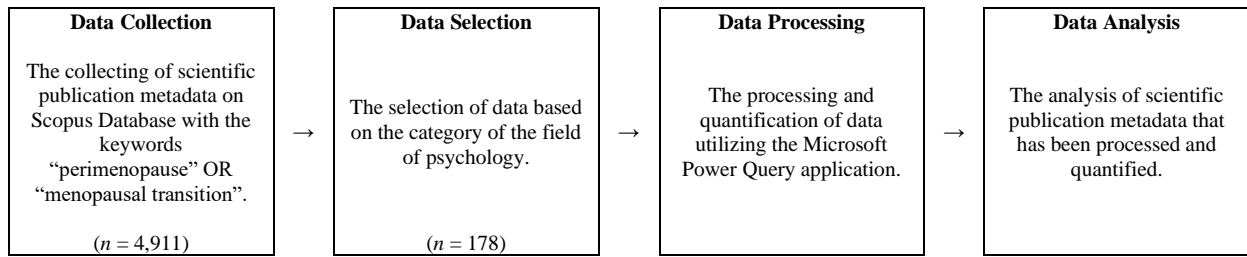 Data Collection
The collecting of scientific
publication metadata on
Scopus Database with the
keywords
“perimenopause” OR
“menopausal transition”.
(n = 4,911)
→
Data Selection
The selection of data based
on the category of the field
of psychology.
(n = 178)
→
Data Processing
The processing and
quantification of data
utilizing the Microsoft
Power Query application.
→
Data Analysis
The analysis of scientific
publication metadata that
has been processed and
quantified.